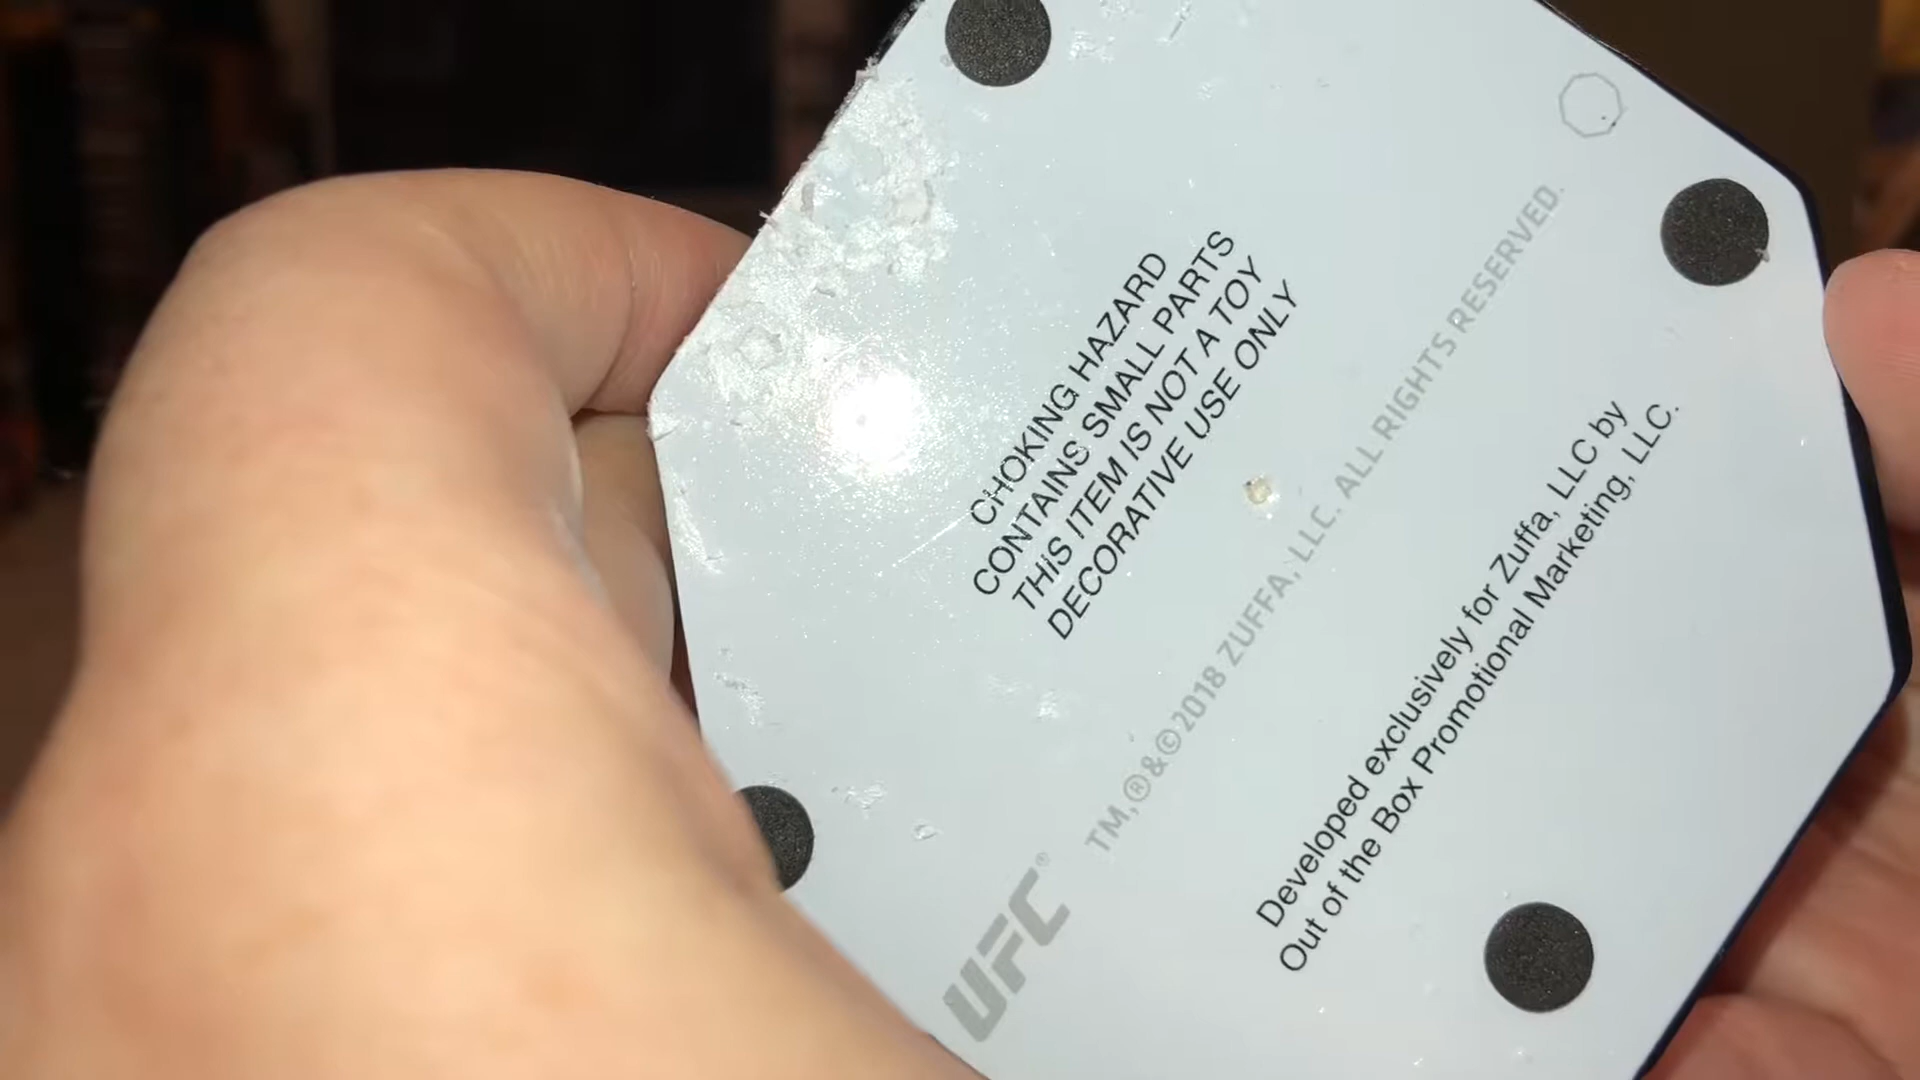 CHOKING HAZARD
CONTAINS SMALL PARTS
THIS ITEM IS NOT A TOY
DECORATIVE USE ONLY
UFC®
TM,®&©2018 ZUFFA, LLC. ALL RIGHTS RESERVED.
Developed exclusively for Zuffa, LLC by
Out of the Box Promotional Marketing, LLC.